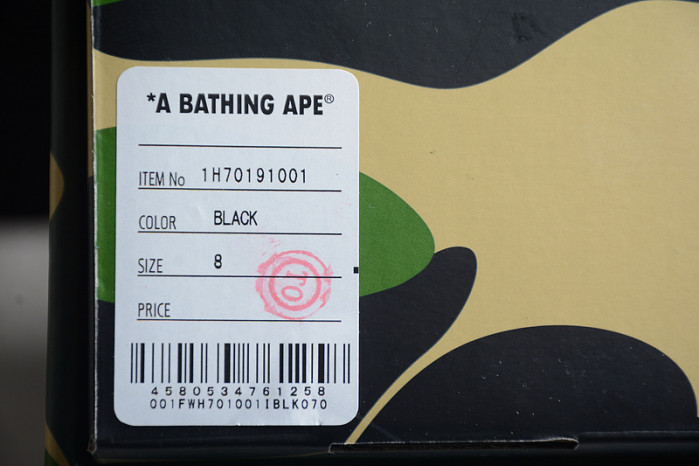 *A BATHING APE®
ITEM No 1H70191001
COLOR BLACK
SIZE 8
PRICE
4580534761258
001FWH701001IBLK070